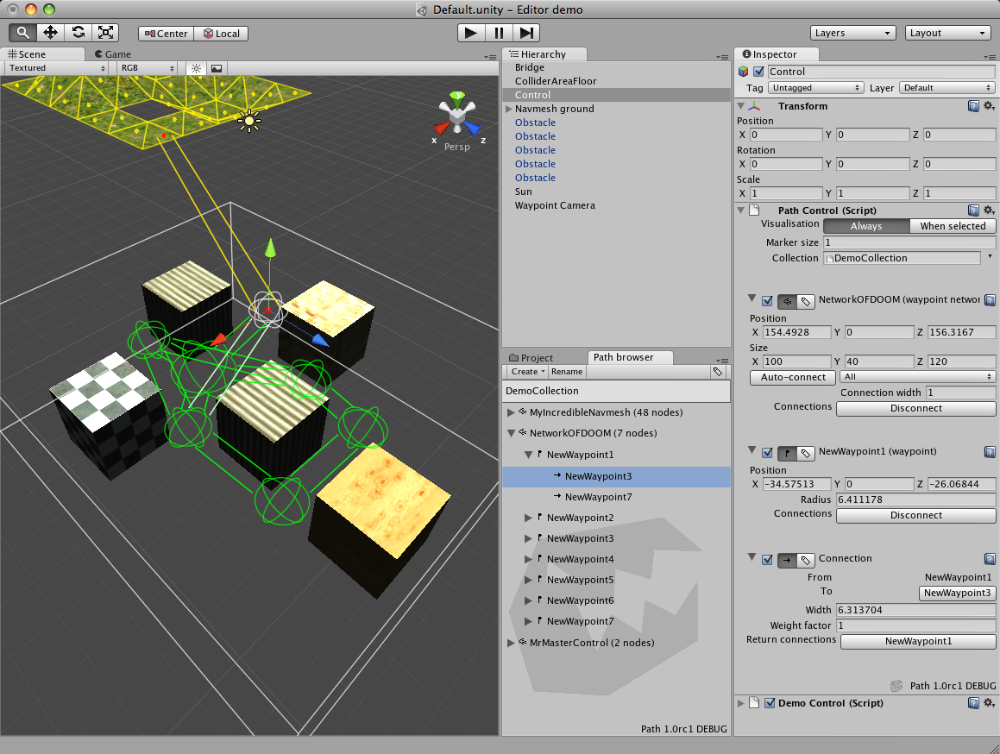 Default.unity – Editor demo
Center
Local
Layers
Layout
Scene
Game
Textured
RGB
y
x
z
Persp
Hierarchy
Bridge
ColliderAreaFloor
Control
Navmesh ground
Obstacle
Obstacle
Obstacle
Obstacle
Obstacle
Sun
Waypoint Camera
Project
Path browser
Create
Rename
DemoCollection
MyIncredibleNavmesh (48 nodes)
NetworkOFDOOM (7 nodes)
NewWaypoint1
NewWaypoint3
NewWaypoint7
NewWaypoint2
NewWaypoint3
NewWaypoint4
NewWaypoint5
NewWaypoint6
NewWaypoint7
MrMasterControl (2 nodes)
Path 1.0rc1 DEBUG
Inspector
Control
Tag Untagged Layer Default
Transform
Position
X 0 Y 0 Z 0
Rotation
X 0 Y 0 Z 0
Scale
X 1 Y 1 Z 1
Path Control (Script)
Visualisation Always When selected
Marker size 1
Collection DemoCollection
NetworkOFDOOM (waypoint networ
Position
X 154.4928 Y 0 Z 156.3167
Size
X 100 Y 40 Z 120
Auto-connect All
Connection width 1
Connections Disconnect
NewWaypoint1 (waypoint)
Position
X -34.57513 Y 0 Z -26.06844
Radius 6.411178
Connections Disconnect
Connection
From NewWaypoint1
To NewWaypoint3
Width 6.313704
Weight factor 1
Return connections NewWaypoint1
Path 1.0rc1 DEBUG
Demo Control (Script)